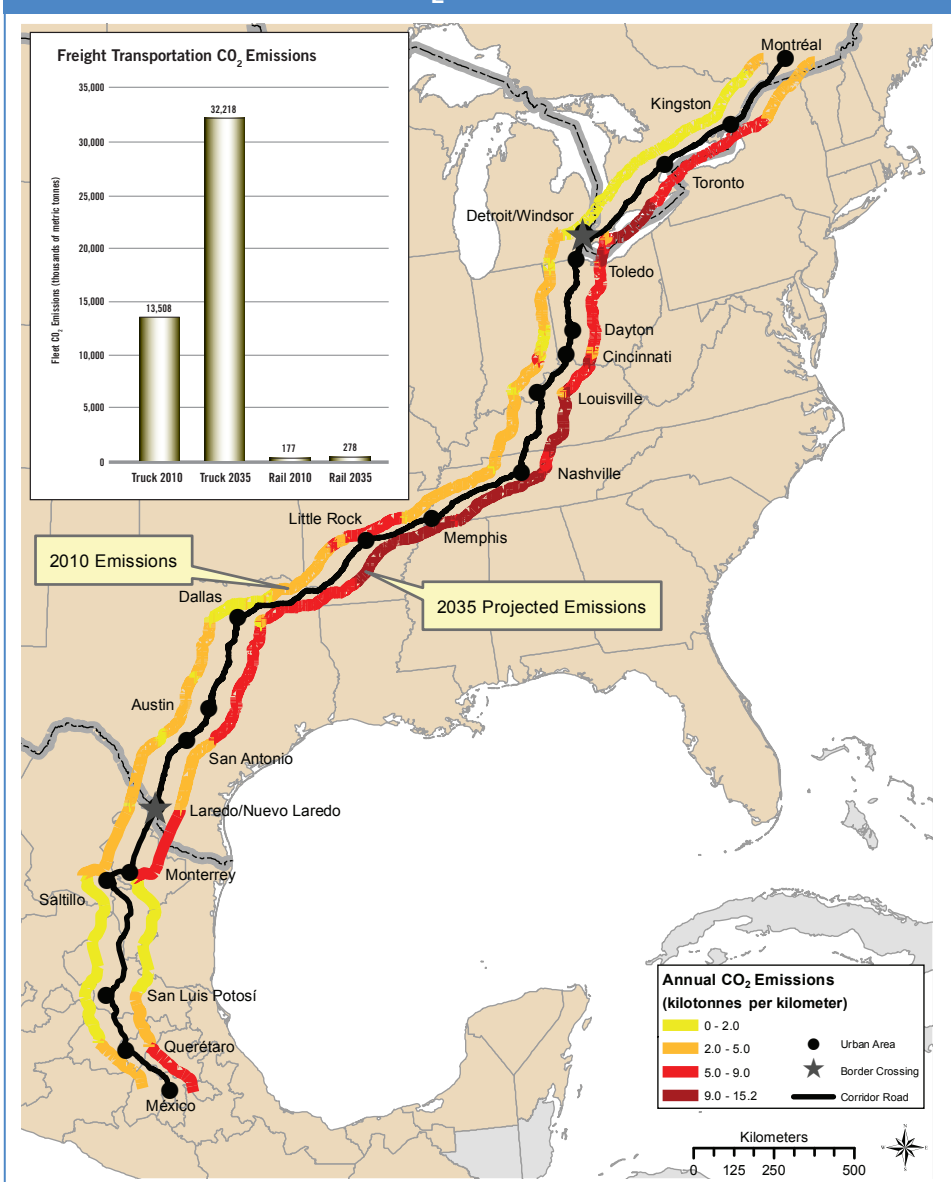 2
Freight Transportation CO2 Emissions
Fleet CO2 Emissions (thousands of metric tonnes)
35,000
30,000
25,000
20,000
15,000
10,000
5,000
0
13,508
32,218
177
278
Truck 2010
Truck 2035
Rail 2010
Rail 2035
Montréal
Kingston
Toronto
Detroit/Windsor
Toledo
Dayton
Cincinnati
Louisville
Nashville
Little Rock
Memphis
2010 Emissions
2035 Projected Emissions
Dallas
Austin
San Antonio
Laredo/Nuevo Laredo
Monterrey
Saltillo
San Luis Potosí
Querétaro
México
Annual CO2 Emissions
(kilotonnes per kilometer)
0 - 2.0
2.0 - 5.0
5.0 - 9.0
9.0 - 15.2
Urban Area
Border Crossing
Corridor Road
Kilometers
0 125 250 500